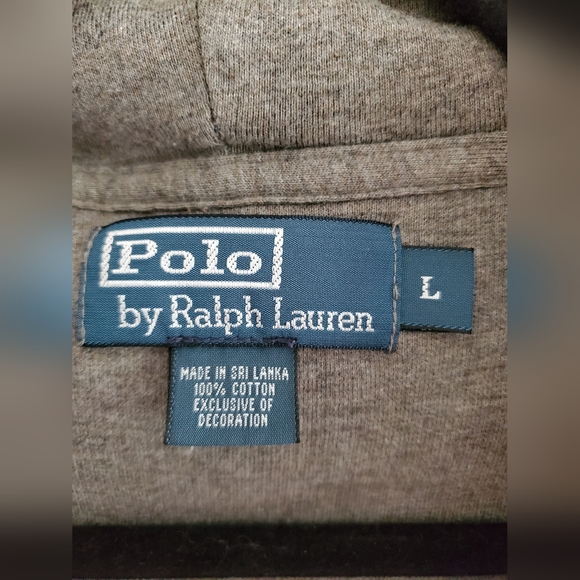 Polo
by Ralph Lauren
L
MADE IN SRI LANKA
100% COTTON
EXCLUSIVE OF
DECORATION